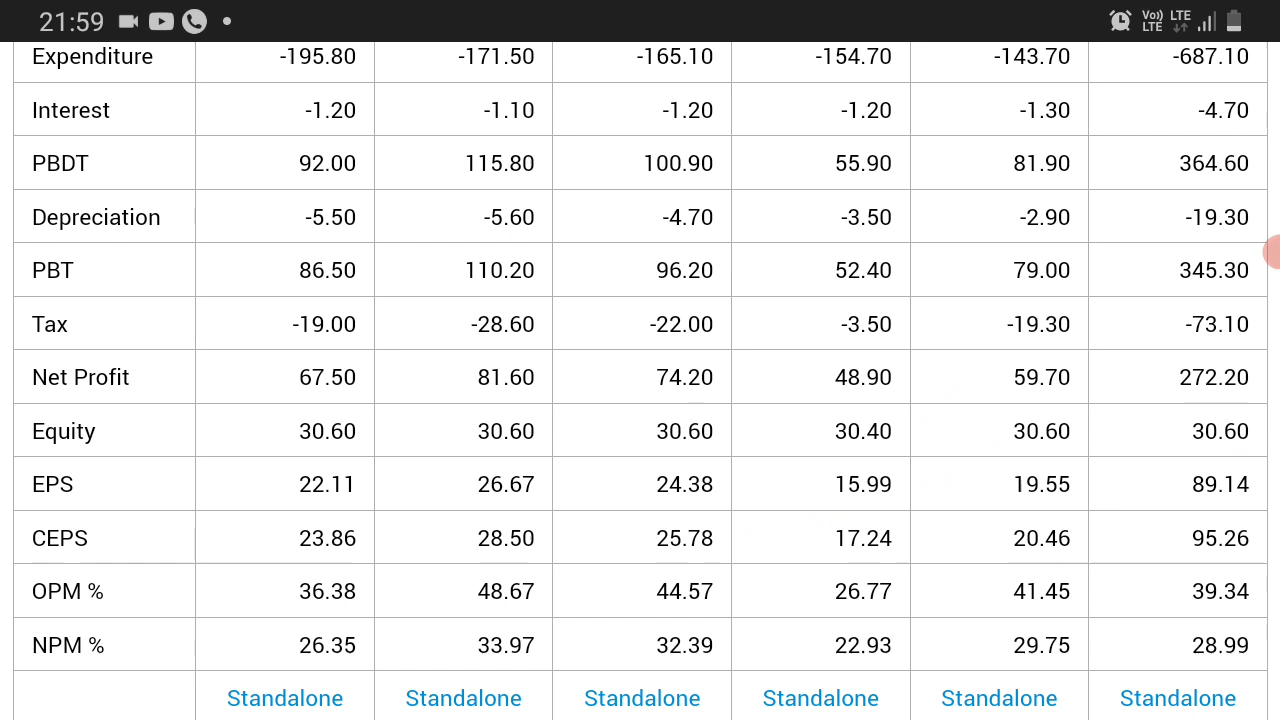 21:59 Vo)) LTE LTE
Expenditure -195.80 -171.50 -165.10 -154.70 -143.70 -687.10
Interest -1.20 -1.10 -1.20 -1.20 -1.30 -4.70
PBDT 92.00 115.80 100.90 55.90 81.90 364.60
Depreciation -5.50 -5.60 -4.70 -3.50 -2.90 -19.30
PBT 86.50 110.20 96.20 52.40 79.00 345.30
Tax -19.00 -28.60 -22.00 -3.50 -19.30 -73.10
Net Profit 67.50 81.60 74.20 48.90 59.70 272.20
Equity 30.60 30.60 30.60 30.40 30.60 30.60
EPS 22.11 26.67 24.38 15.99 19.55 89.14
CEPS 23.86 28.50 25.78 17.24 20.46 95.26
OPM % 36.38 48.67 44.57 26.77 41.45 39.34
NPM % 26.35 33.97 32.39 22.93 29.75 28.99
Standalone Standalone Standalone Standalone Standalone Standalone